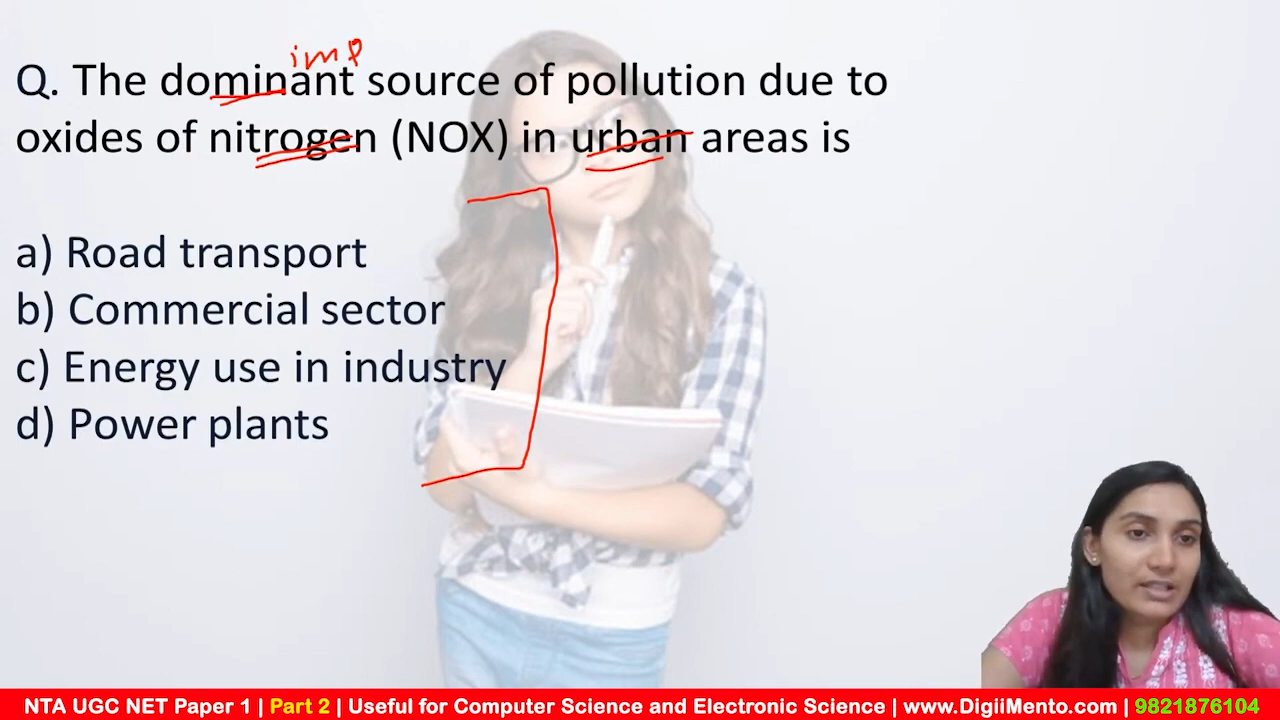 imp
Q. The dominant source of pollution due to
oxides of nitrogen (NOX) in urban areas is
a) Road transport
b) Commercial sector
c) Energy use in industry
d) Power plants
NTA UGC NET Paper 1 | Part 2 | Useful for Computer Science and Electronic Science | www.DigiiMento.com | 9821876104